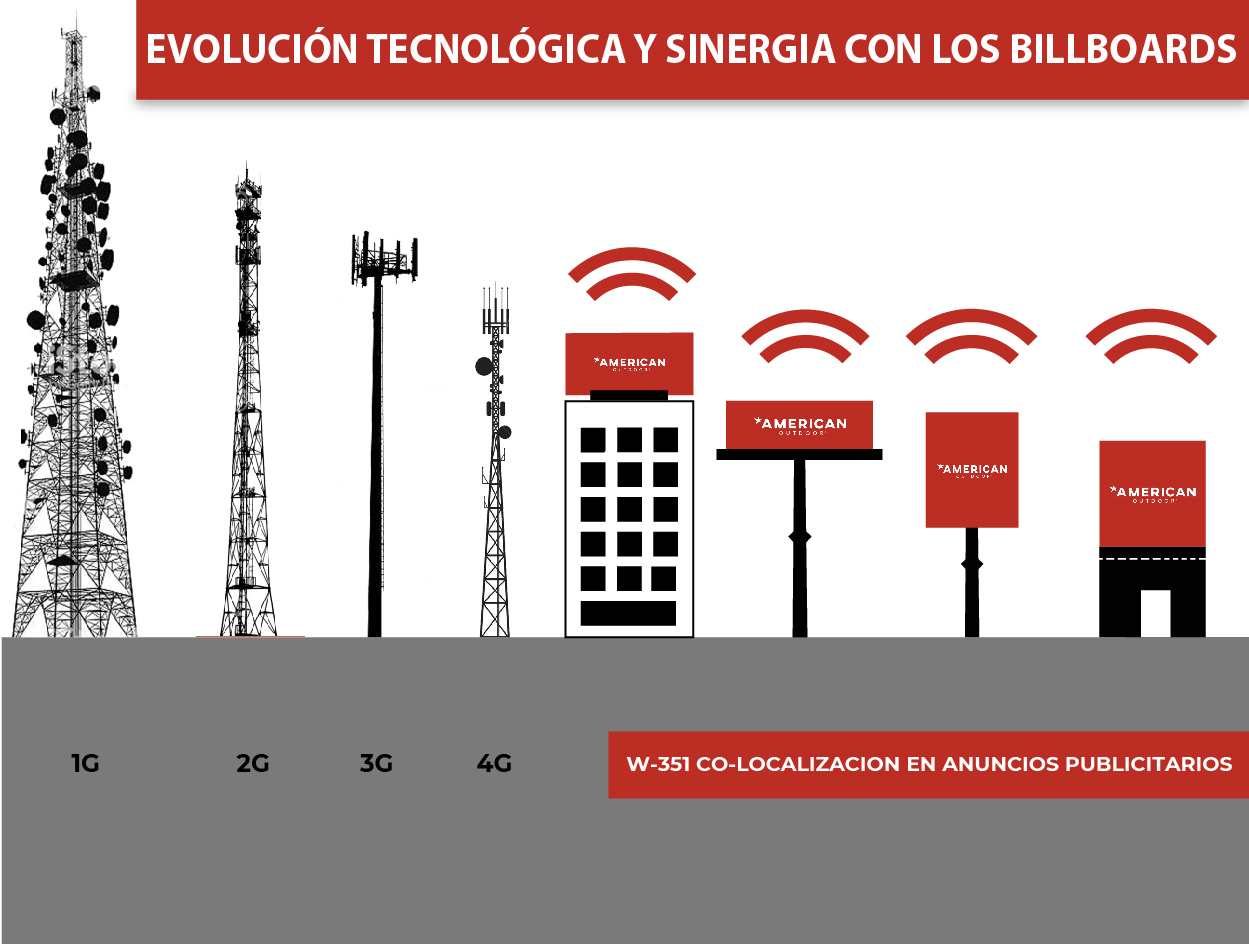 EVOLUCIÓN TECNOLÓGICA Y SINERGIA CON LOS BILLBOARDS
AMERICAN
OUTDOOR
AMERICAN
OUTDOOR
AMERICAN
OUTDOOR
AMERICAN
OUTDOOR
1G
2G
3G
4G
W-351 CO-LOCALIZACION EN ANUNCIOS PUBLICITARIOS